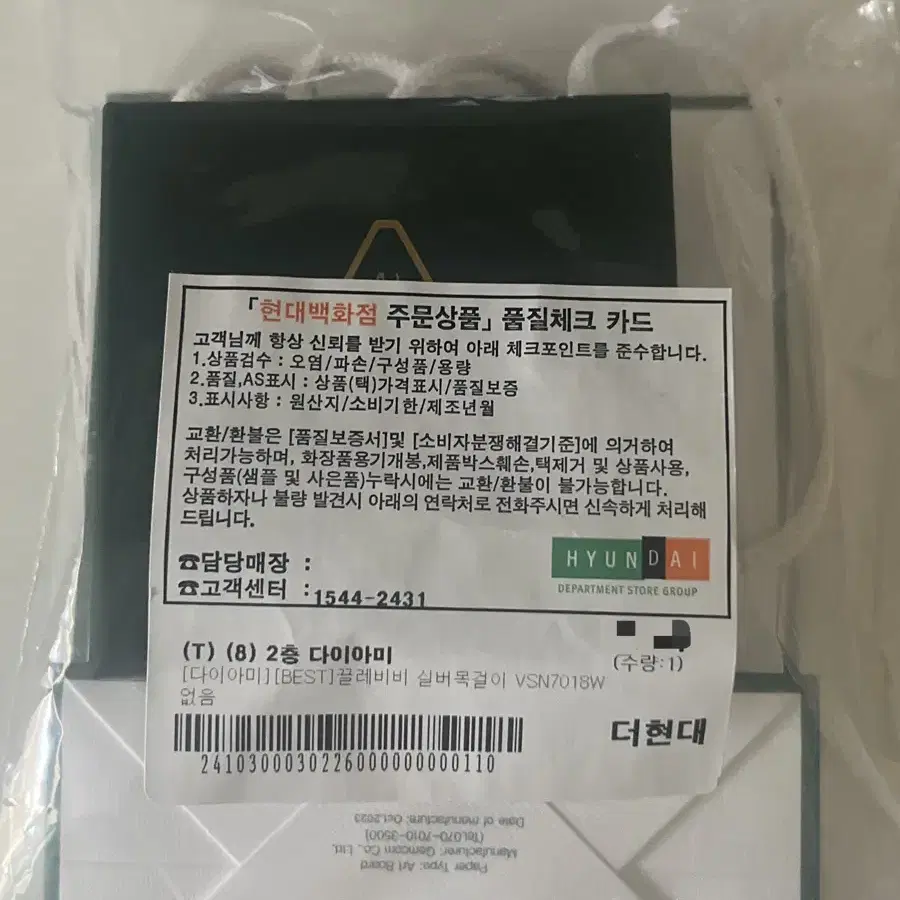 「현대백화점 주문상품」 품질체크 카드
고객님께 항상 신뢰를 받기 위하여 아래 체크포인트를 준수합니다.
1.상품검수 : 오염/파손/구성품/용량
2.품질,AS표시 : 상품(택)가격표시/품질보증
3.표시사항 : 원산지/소비기한/제조년월
교환/환불은 [품질보증서]및 [소비자분쟁해결기준]에 의거하여
처리가능하며, 화장품용기개봉,제품박스훼손,택제거 및 상품사용,
구성품(샘플 및 사은품)누락시에는 교환/환불이 불가능합니다.
상품하자나 불량 발견시 아래의 연락처로 전화주시면 신속하게 처리해
드립니다.
☎담당매장 :
☎고객센터 :1544-2431
HYUNDAI
DEPARTMENT STORE GROUP
(T) (8) 2층 다이아미
(수량:1)
[다이아미][BEST]끌레비비 실버목걸이 VSN7018W
없음
더현대
2410300030226000000000110
Paper Type: Art Board
Manufacturer: Gemcom Co., Ltd.
(Tel.070-7010-3500)
Date of manufacture: Oct.2023